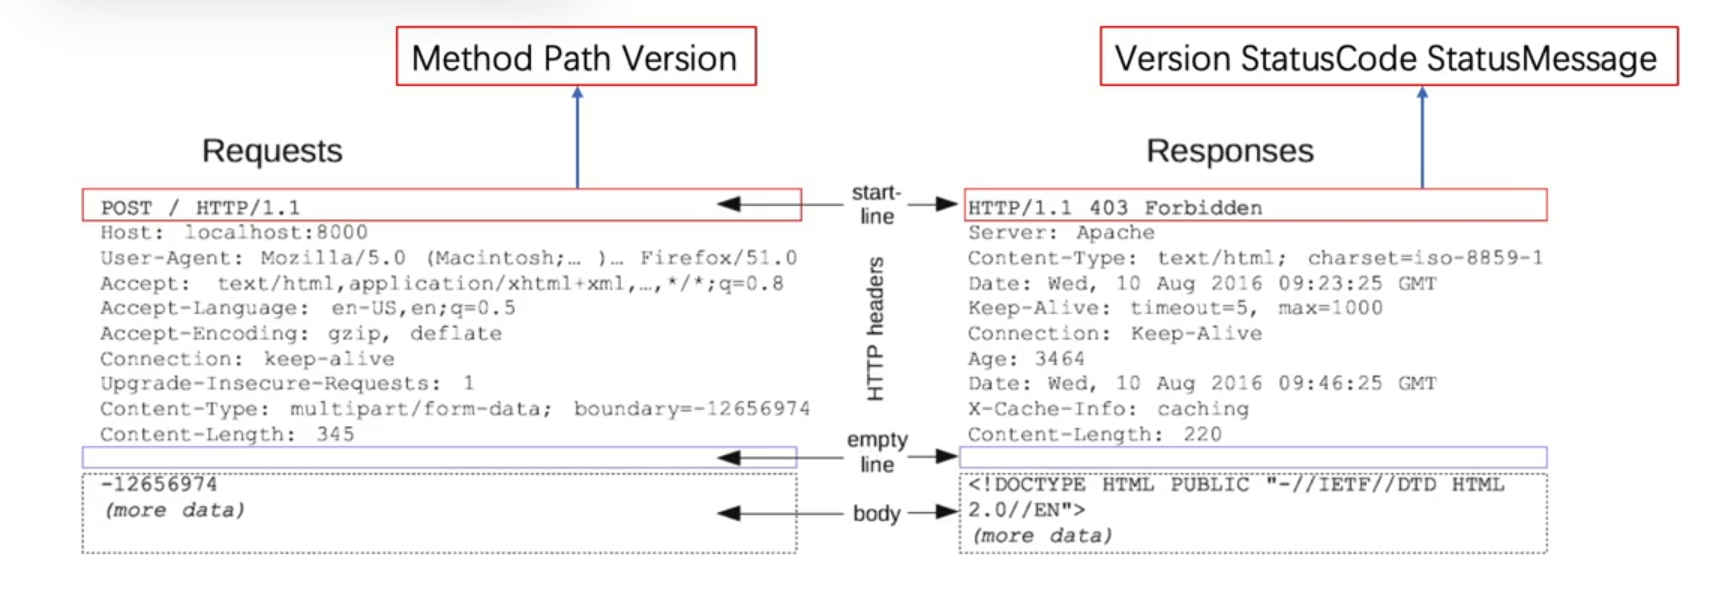 Method Path Version
Version StatusCode StatusMessage
Requests
Responses
POST / HTTP/1.1
Host: localhost:8000
User-Agent: Mozilla/5.0 (Macintosh;… )… Firefox/51.0
Accept: text/html,application/xhtml+xml,…,*/*;q=0.8
Accept-Language: en-US,en;q=0.5
Accept-Encoding: gzip, deflate
Connection: keep-alive
Upgrade-Insecure-Requests: 1
Content-Type: multipart/form-data; boundary=-12656974
Content-Length: 345
-12656974
(more data)
start-
line
HTTP headers
empty
line
body
HTTP/1.1 403 Forbidden
Server: Apache
Content-Type: text/html; charset=iso-8859-1
Date: Wed, 10 Aug 2016 09:23:25 GMT
Keep-Alive: timeout=5, max=1000
Connection: Keep-Alive
Age: 3464
Date: Wed, 10 Aug 2016 09:46:25 GMT
X-Cache-Info: caching
Content-Length: 220
<!DOCTYPE HTML PUBLIC "-//IETF//DTD HTML
2.0//EN">
(more data)